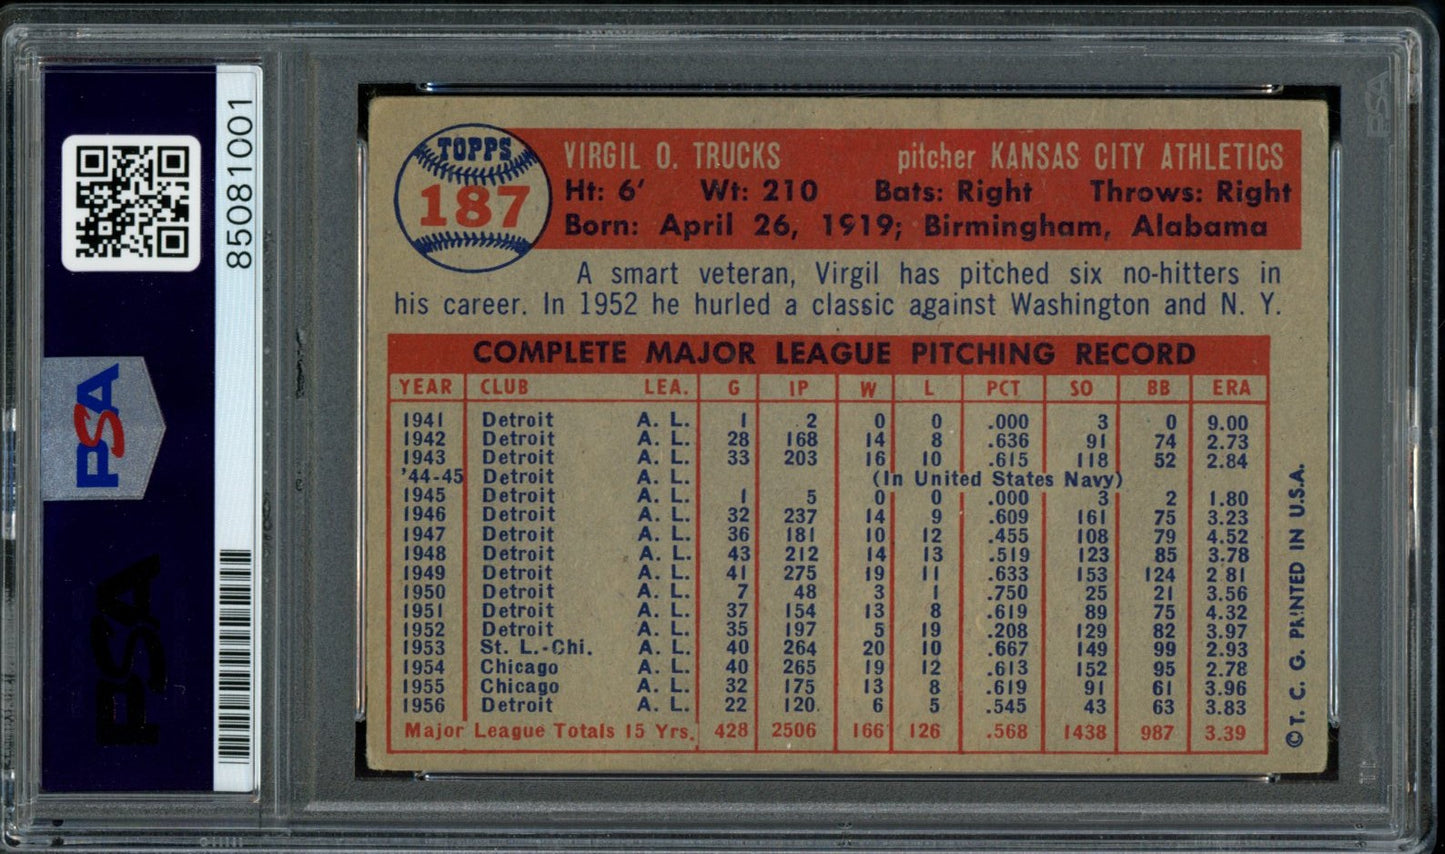 85081001
PSA
PSA
PSA
TOPPS
187
VIRGIL O. TRUCKS pitcher KANSAS CITY ATHLETICS
Ht: 6' Wt: 210 Bats: Right Throws: Right
Born: April 26, 1919; Birmingham, Alabama
A smart veteran, Virgil has pitched six no-hitters in
his career. In 1952 he hurled a classic against Washington and N. Y.
COMPLETE MAJOR LEAGUE PITCHING RECORD
YEAR CLUB LEA. G IP W L PCT SO BB ERA
1941 Detroit A. L. 1 2 0 0 .000 3 0 9.00
1942 Detroit A. L. 28 168 14 8 .636 91 74 2.73
1943 Detroit A. L. 33 203 16 10 .615 118 52 2.84
'44-45 Detroit A. L. (In United States Navy)
1945 Detroit A. L. 1 5 0 0 .000 3 2 1.80
1946 Detroit A. L. 32 237 14 9 .609 161 75 3.23
1947 Detroit A. L. 36 181 10 12 .455 108 79 4.52
1948 Detroit A. L. 43 212 14 13 .519 123 85 3.78
1949 Detroit A. L. 41 275 19 11 .633 153 124 2 81
1950 Detroit A. L. 7 48 3 1 .750 25 21 3.56
1951 Detroit A. L. 37 154 13 8 .619 89 75 4.32
1952 Detroit A. L. 35 197 5 19 .208 129 82 3.97
1953 St. L.-Chi. A. L. 40 264 20 10 .667 149 99 2.93
1954 Chicago A. L. 40 265 19 12 .613 152 95 2.78
1955 Chicago A. L. 32 175 13 8 .619 91 61 3.96
1956 Detroit A. L. 22 120 6 5 .545 43 63 3.83
Major League Totals 15 Yrs. 428 2506 166 126 .568 1438 987 3.39
© T. C. G. PRINTED IN U.S.A.